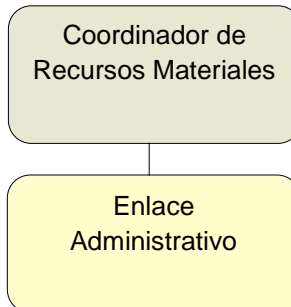 Coordinador de
Recursos Materiales
Enlace
Administrativo